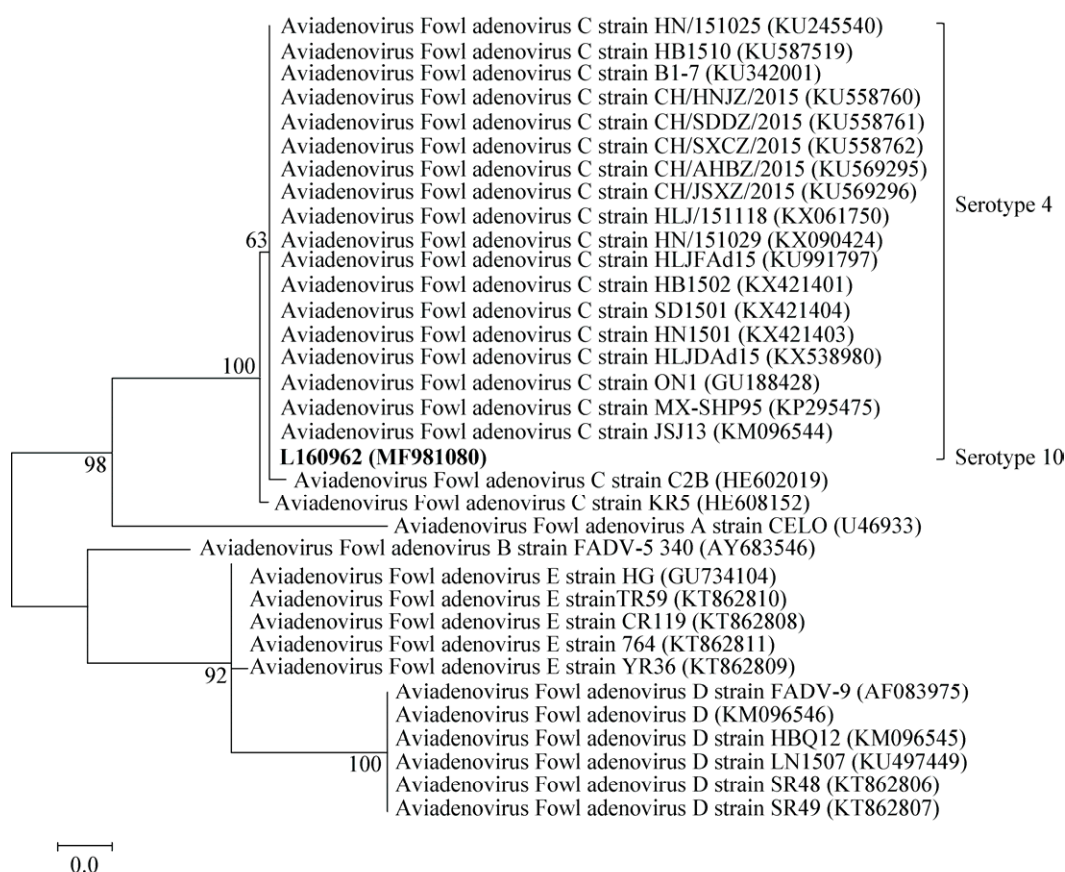 Aviadenovirus Fowl adenovirus C strain HN/151025 (KU245540)
Aviadenovirus Fowl adenovirus C strain HB1510 (KU587519)
Aviadenovirus Fowl adenovirus C strain B1-7 (KU342001)
Aviadenovirus Fowl adenovirus C strain CH/HNJZ/2015 (KU558760)
Aviadenovirus Fowl adenovirus C strain CH/SDDZ/2015 (KU558761)
Aviadenovirus Fowl adenovirus C strain CH/SXCZ/2015 (KU558762)
Aviadenovirus Fowl adenovirus C strain CH/AHBZ/2015 (KU569295)
Aviadenovirus Fowl adenovirus C strain CH/JSXZ/2015 (KU569296)
Serotype 4
Aviadenovirus Fowl adenovirus C strain HLJ/151118 (KX061750)
63
Aviadenovirus Fowl adenovirus C strain HN/151029 (KX090424)
Aviadenovirus Fowl adenovirus C strain HLJFAd15 (KU991797)
Aviadenovirus Fowl adenovirus C strain HB1502 (KX421401)
Aviadenovirus Fowl adenovirus C strain SD1501 (KX421404)
Aviadenovirus Fowl adenovirus C strain HN1501 (KX421403)
Aviadenovirus Fowl adenovirus C strain HLJDAd15 (KX538980)
100
Aviadenovirus Fowl adenovirus C strain ON1 (GU188428)
Aviadenovirus Fowl adenovirus C strain MX-SHP95 (KP295475)
Aviadenovirus Fowl adenovirus C strain JSJ13 (KM096544)
L160962 (MF981080)
Serotype 10
98
Aviadenovirus Fowl adenovirus C strain C2B (HE602019)
Aviadenovirus Fowl adenovirus C strain KR5 (HE608152)
Aviadenovirus Fowl adenovirus A strain CELO (U46933)
Aviadenovirus Fowl adenovirus B strain FADV-5 340 (AY683546)
Aviadenovirus Fowl adenovirus E strain HG (GU734104)
Aviadenovirus Fowl adenovirus E strainTR59 (KT862810)
Aviadenovirus Fowl adenovirus E strain CR119 (KT862808)
Aviadenovirus Fowl adenovirus E strain 764 (KT862811)
Aviadenovirus Fowl adenovirus E strain YR36 (KT862809)
92
Aviadenovirus Fowl adenovirus D strain FADV-9 (AF083975)
Aviadenovirus Fowl adenovirus D (KM096546)
Aviadenovirus Fowl adenovirus D strain HBQ12 (KM096545)
100
Aviadenovirus Fowl adenovirus D strain LN1507 (KU497449)
Aviadenovirus Fowl adenovirus D strain SR48 (KT862806)
Aviadenovirus Fowl adenovirus D strain SR49 (KT862807)
0.0